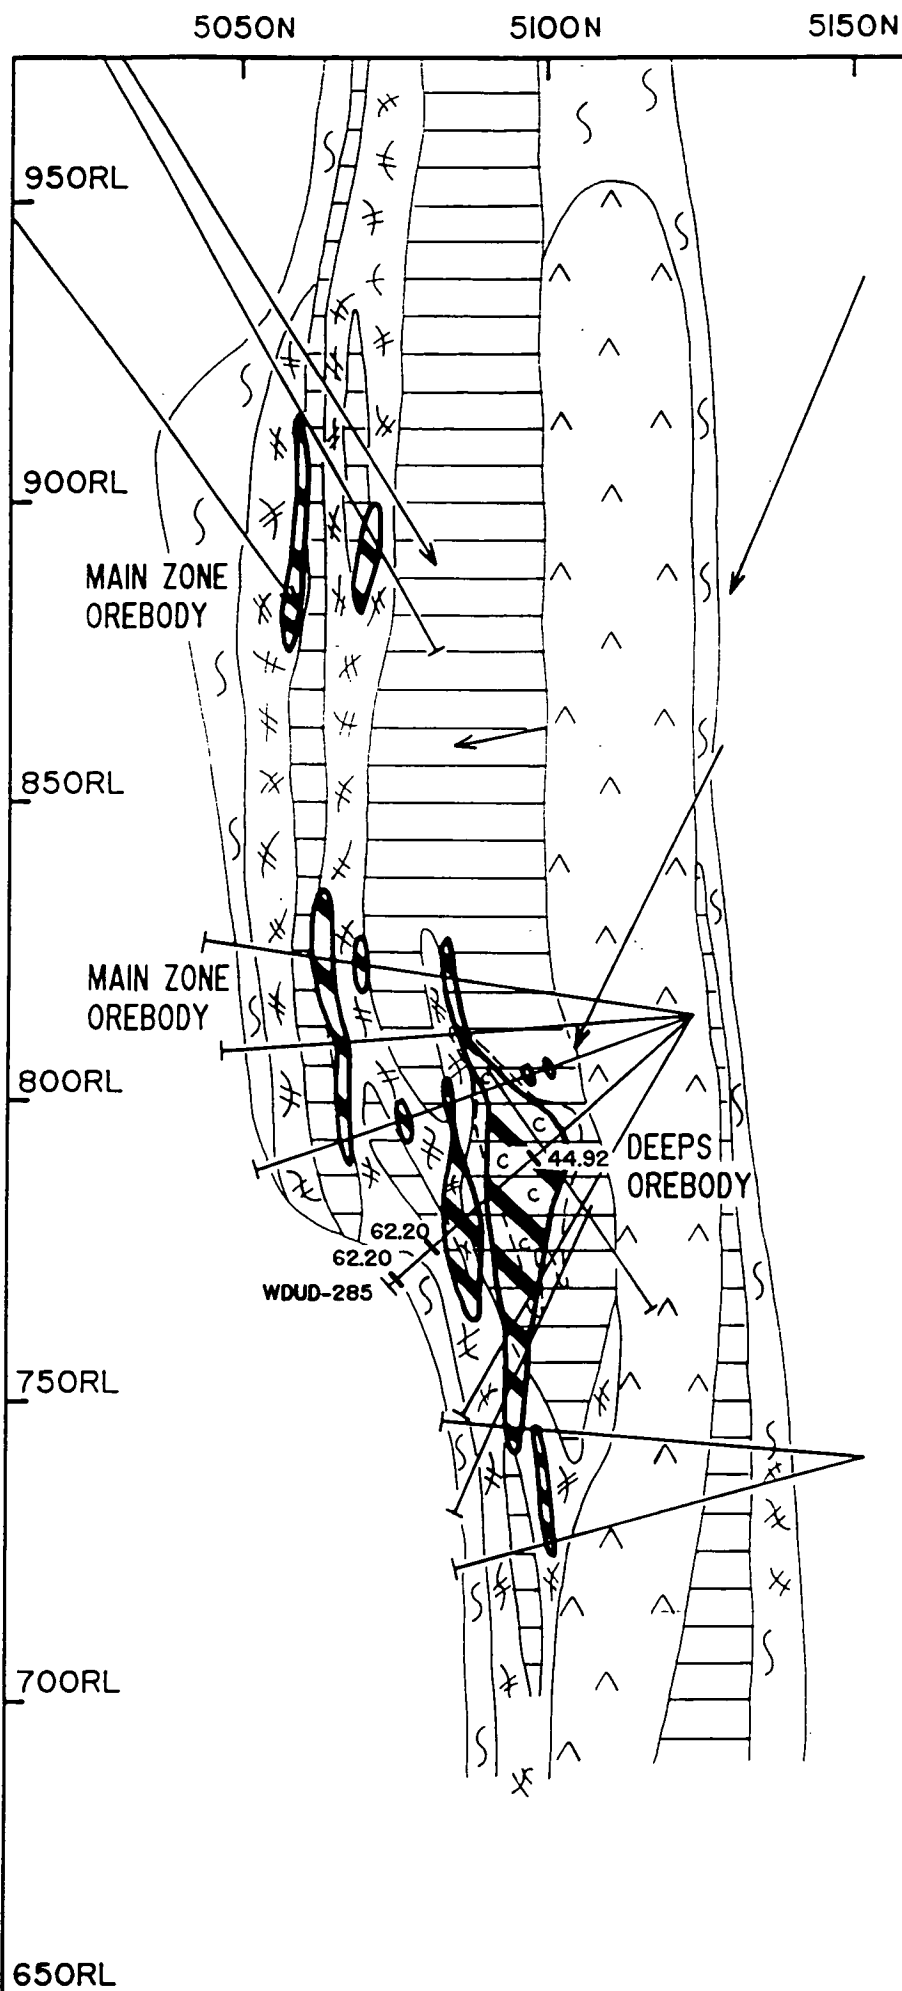 5050N 5100N 5150N
950RL
900RL
MAIN ZONE
OREBODY
850RL
MAIN ZONE
OREBODY
800RL
C
C
C
44.92
DEEPS
OREBODY
C
62.20
C
62.20
WDUD-285
750RL
700RL
650RL